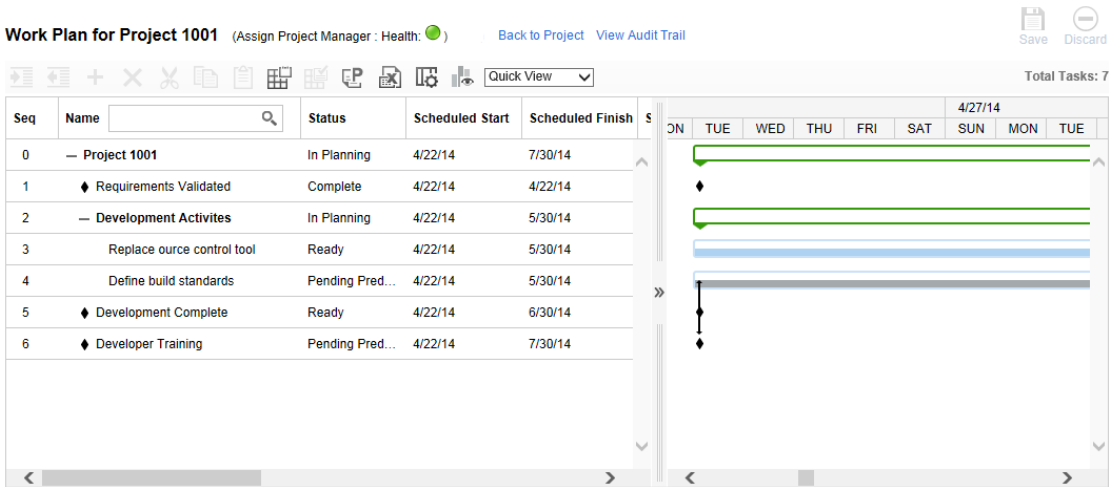 Save Discard
Work Plan for Project 1001 (Assign Project Manager : Health: ) Back to Project View Audit Trail
Quick View Total Tasks: 7
4/27/14
Seq Name Status Scheduled Start Scheduled Finish S ON TUE WED THU FRI SAT SUN MON TUE
0 Project 1001 In Planning 4/22/14 7/30/14
1 Requirements Validated Complete 4/22/14 4/22/14
2 Development Activites In Planning 4/22/14 5/30/14
3 Replace ource control tool Ready 4/22/14 5/30/14
4 Define build standards Pending Pred... 4/22/14 5/30/14
5 Development Complete Ready 4/22/14 6/30/14
6 Developer Training Pending Pred... 4/22/14 7/30/14